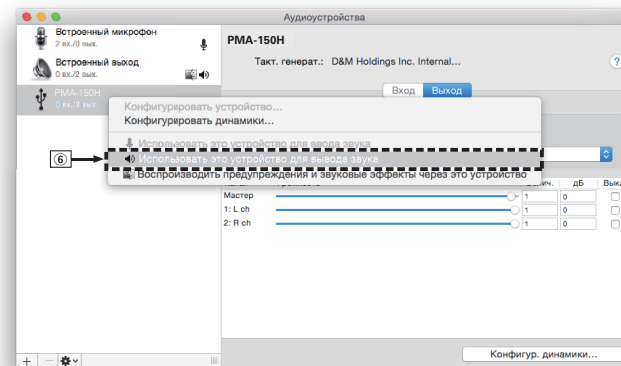 Аудиоустройства
Встроенный микрофон
2 вх./0 вых.
Встроенный выход
0 вх./2 вых.
PMA-150H
0 вх./2 вых.
PMA-150H
Такт. генерат.: D&M Holdings Inc. Internal...
?
Вход Выход
Конфигурировать устройство...
Конфигурировать динамики...
Использовать это устройство для ввода звука
⑥ Использовать это устройство для вывода звука
Воспроизводить предупреждения и звуковые эффекты через это устройство
дБ Выкл
Мастер 1 0
1: L ch 1 0
2: R ch 1 0
+ −
Конфигур. динамики...